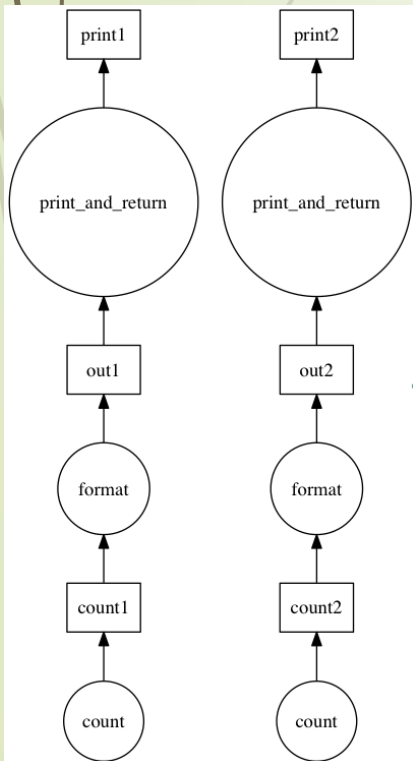 print1
print2
print_and_return
print_and_return
out1
out2
format
format
count1
count2
count
count